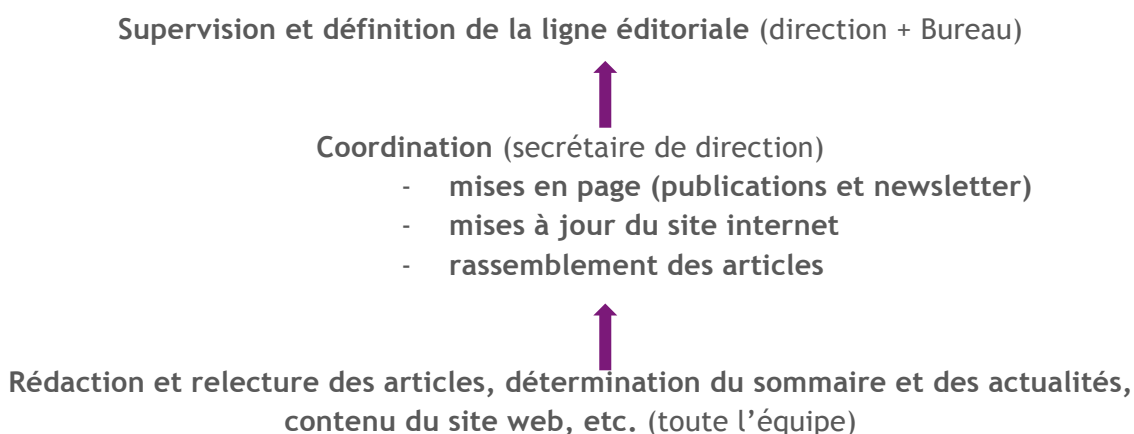 Supervision et définition de la ligne éditoriale (direction + Bureau)
Coordination (secrétaire de direction)
- mises en page (publications et newsletter)
- mises à jour du site internet
- rassemblement des articles
Rédaction et relecture des articles, détermination du sommaire et des actualités,
contenu du site web, etc. (toute l’équipe)